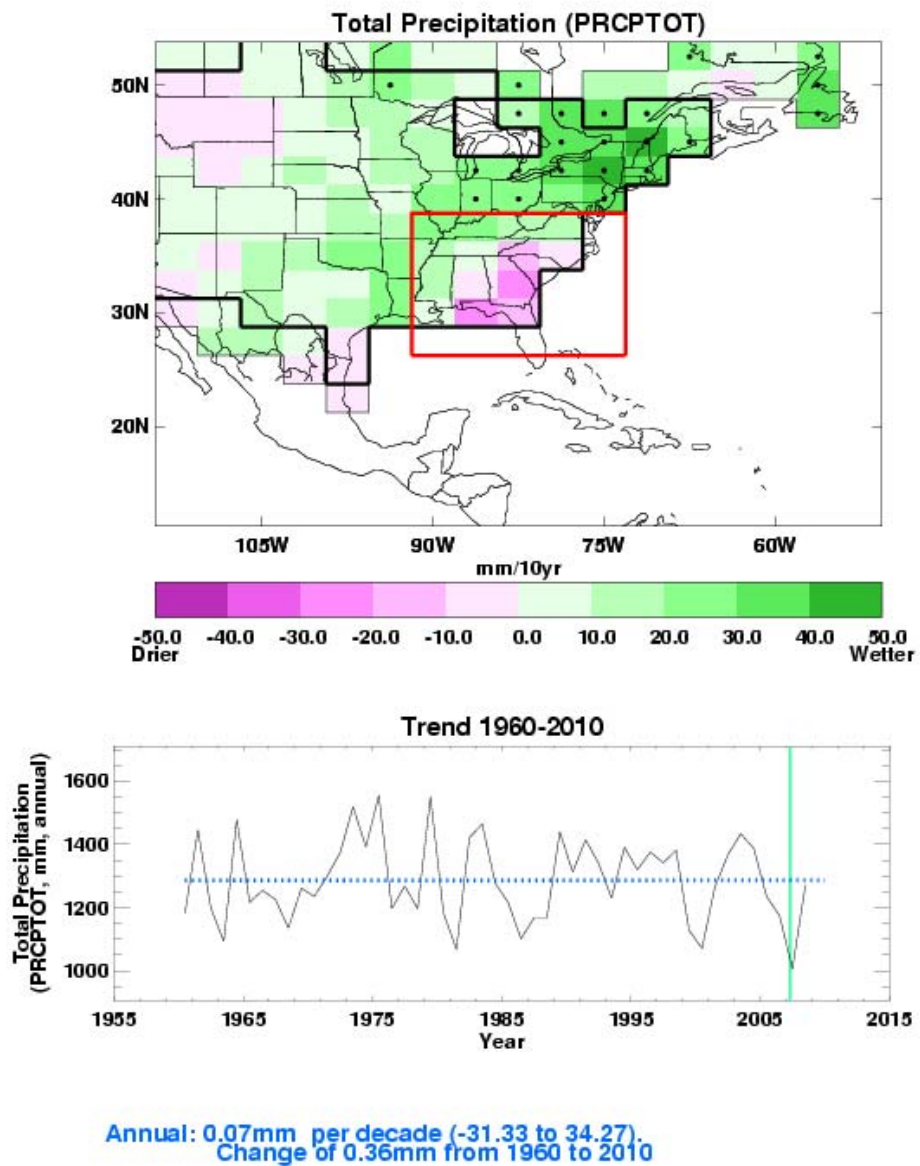 Total Precipitation (PRCPTOT)
50N
40N
30N
20N
105W 90W 75W 60W
mm/10yr
-50.0 -40.0 -30.0 -20.0 -10.0 0.0 10.0 20.0 30.0 40.0 50.0
Drier Wetter
Trend 1960-2010
Total Precipitation
(PRCPTOT, mm, annual)
1600
1400
1200
1000
1955 1965 1975 1985 1995 2005 2015
Year
Annual: 0.07mm per decade (-31.33 to 34.27).
Change of 0.36mm from 1960 to 2010